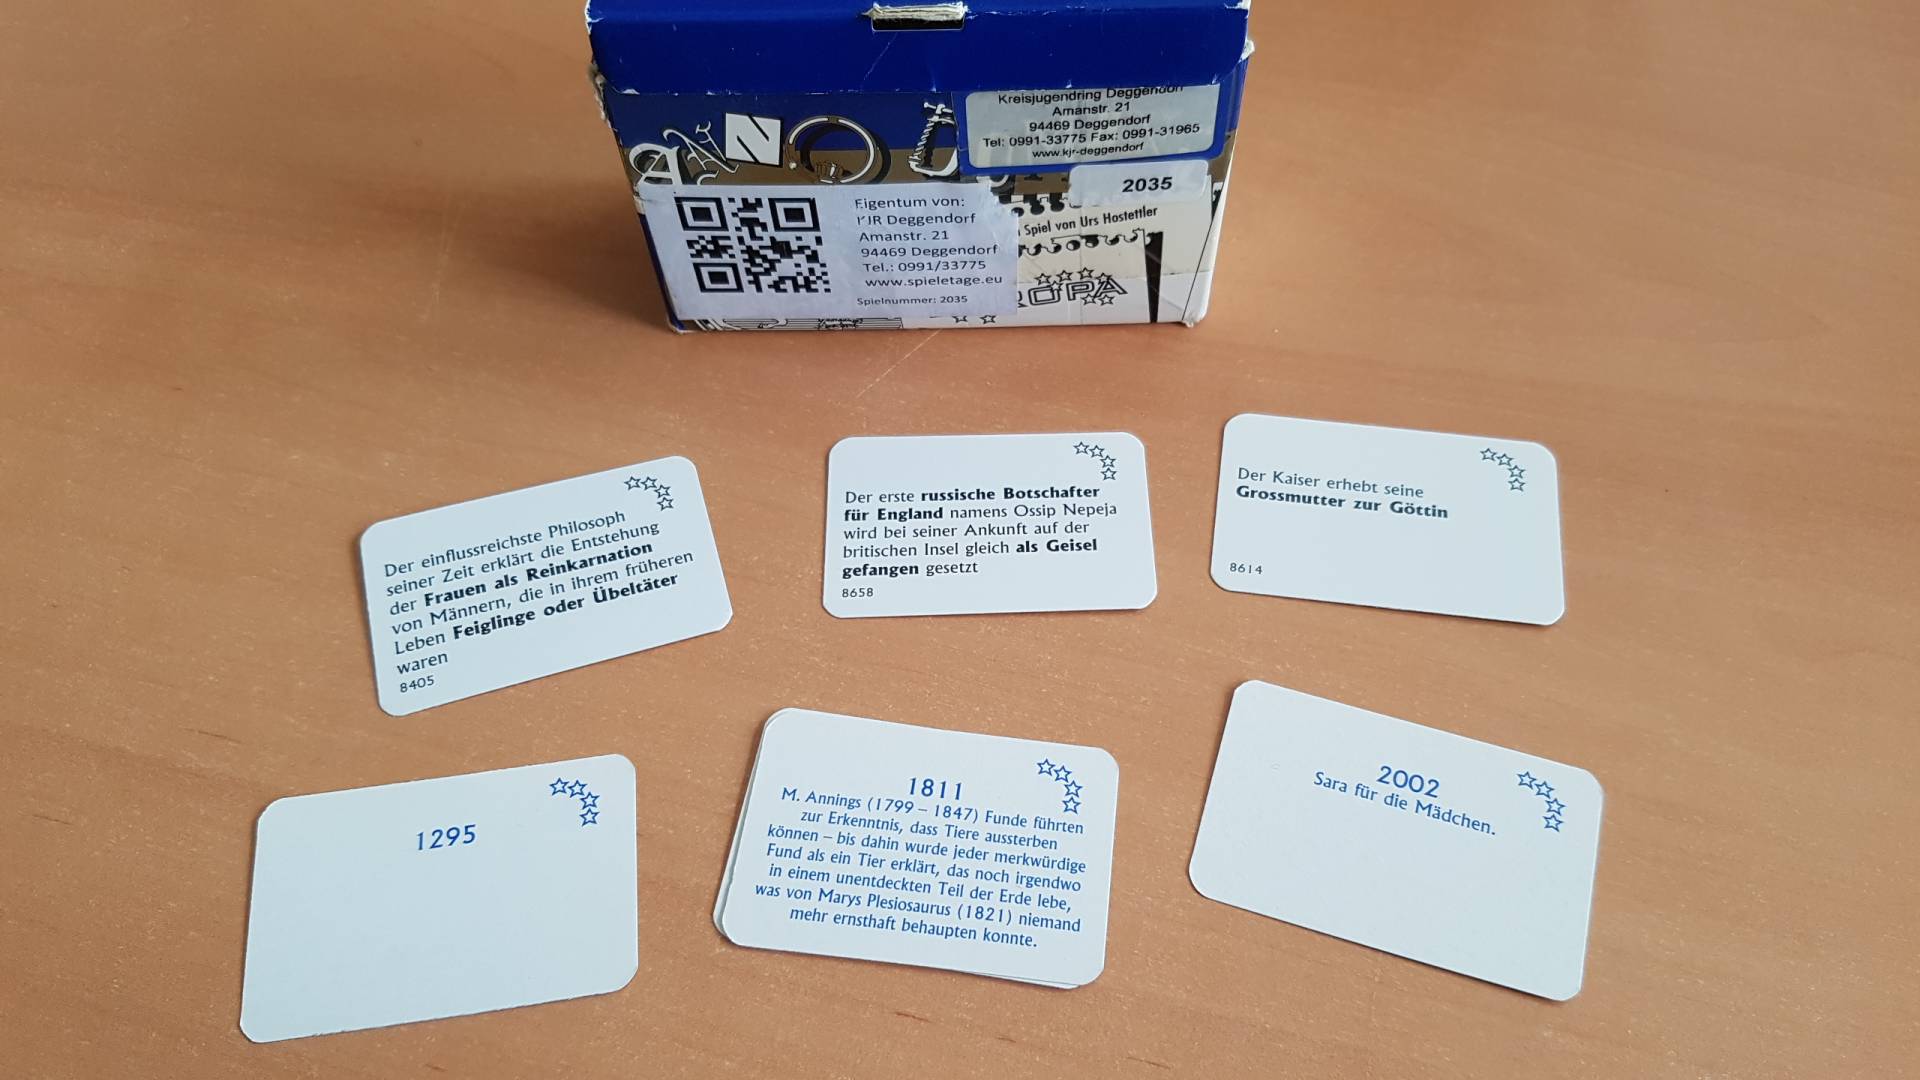 ANNO
Kreisjugendring Deggendorf
Amanstr. 21
94469 Deggendorf
Tel: 0991-33775 Fax: 0991-31965
www.kjr-deggendorf
2035
Eigentum von:
KJR Deggendorf
Amanstr. 21
94469 Deggendorf
Tel.: 0991/33775
www.spieletage.eu
Spielnummer: 2035
Spiel von Urs Hostettler
ROPA
Der einflussreichste Philosoph
seiner Zeit erklärt die Entstehung
der Frauen als Reinkarnation
von Männern, die in ihrem früheren
Leben Feiglinge oder Übeltäter
waren
8405
Der erste russische Botschafter
für England namens Ossip Nepeja
wird bei seiner Ankunft auf der
britischen Insel gleich als Geisel
gefangen gesetzt
8658
Der Kaiser erhebt seine
Grossmutter zur Göttin
8614
1295
1811
M. Annings (1799 – 1847) Funde führten
zur Erkenntnis, dass Tiere aussterben
können – bis dahin wurde jeder merkwürdige
Fund als ein Tier erklärt, das noch irgendwo
in einem unentdeckten Teil der Erde lebe,
was von Marys Plesiosaurus (1821) niemand
mehr ernsthaft behaupten konnte.
2002
Sara für die Mädchen.